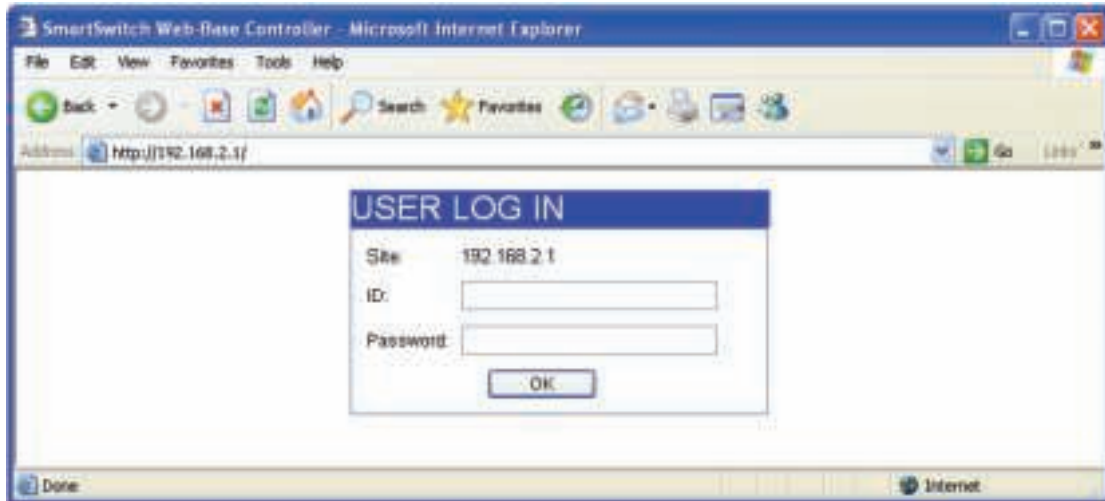 SmartSwitch Web-Base Controller - Microsoft Internet Explorer
File Edit View Favorites Tools Help
Back Search Favorites
Address http://192.168.2.1/ Go Links »
USER LOG IN
Site: 192.168.2.1
ID:
Password:
OK
Done Internet